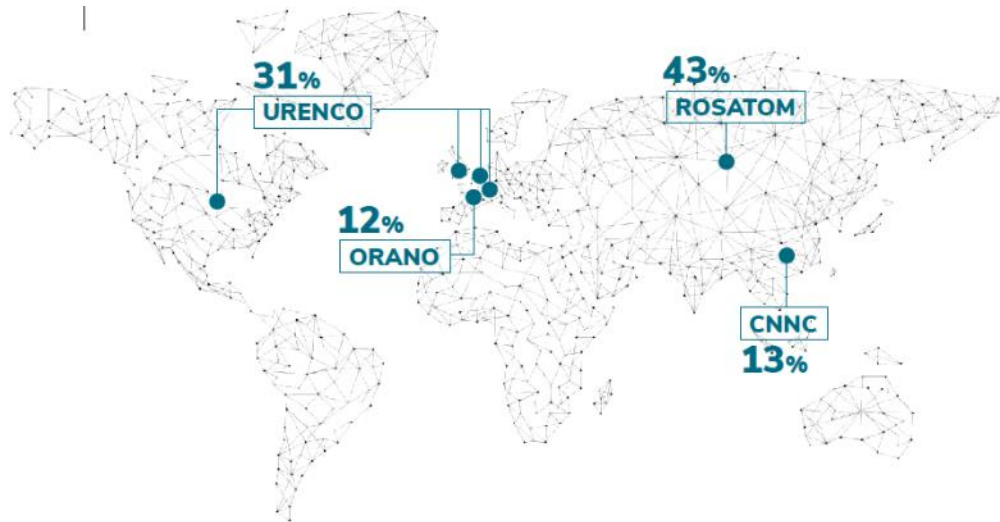 31%
URENCO
43%
ROSATOM
12%
ORANO
CNNC
13%